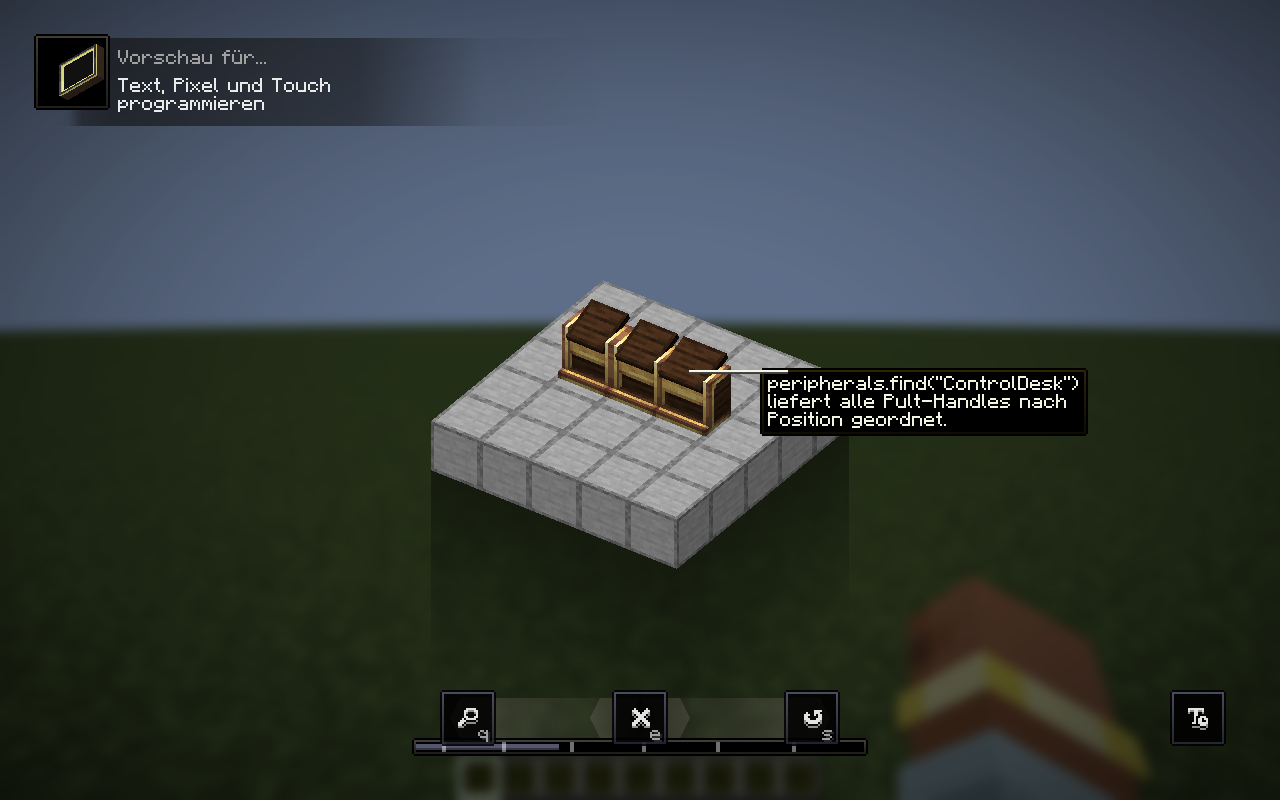 Vorschau für...
Text, Pixel und Touch
programmieren
peripherals.find("ControlDesk")
liefert alle Pult-Handles nach
Position geordnet.
q
e
s